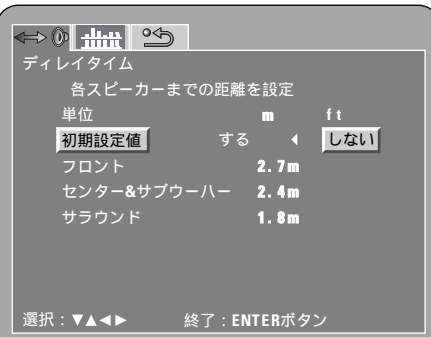 ディレイタイム
各スピーカーまでの距離を設定
単位 m ft
初期設定値 する ◀ しない
フロント 2.7m
センター&サブウーハー 2.4m
サラウンド 1.8m
選択：▼▲◀▶ 終了：ENTERボタン